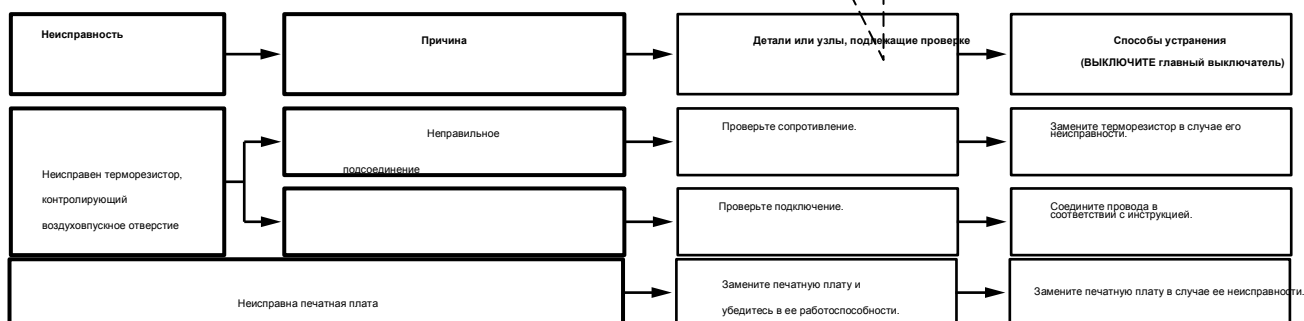 Неисправность
Причина
Детали или узлы, подлежащие проверке
Способы устранения
(ВЫКЛЮЧИТЕ главный выключатель)
Неисправен терморезистор,
контролирующий
воздуховпускное отверстие
Неправильное
подсоединение
Проверьте сопротивление.
Замените терморезистор в случае его
неисправности.
Проверьте подключение.
Соедините провода в
соответствии с инструкцией.
Неисправна печатная плата
Замените печатную плату и
убедитесь в ее работоспособности.
Замените печатную плату в случае ее неисправности.